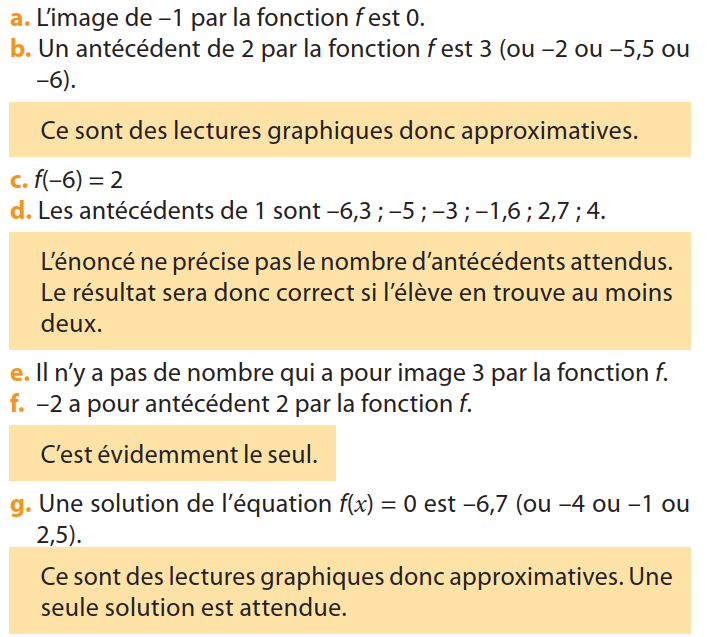 a. L’image de –1 par la fonction f est 0.
b. Un antécédent de 2 par la fonction f est 3 (ou –2 ou –5,5 ou
–6).
Ce sont des lectures graphiques donc approximatives.
c. f(–6) = 2
d. Les antécédents de 1 sont –6,3 ; –5 ; –3 ; –1,6 ; 2,7 ; 4.
L’énoncé ne précise pas le nombre d’antécédents attendus.
Le résultat sera donc correct si l’élève en trouve au moins
deux.
e. Il n’y a pas de nombre qui a pour image 3 par la fonction f.
f. –2 a pour antécédent 2 par la fonction f.
C’est évidemment le seul.
g. Une solution de l’équation f(x) = 0 est –6,7 (ou –4 ou –1 ou
2,5).
Ce sont des lectures graphiques donc approximatives. Une
seule solution est attendue.